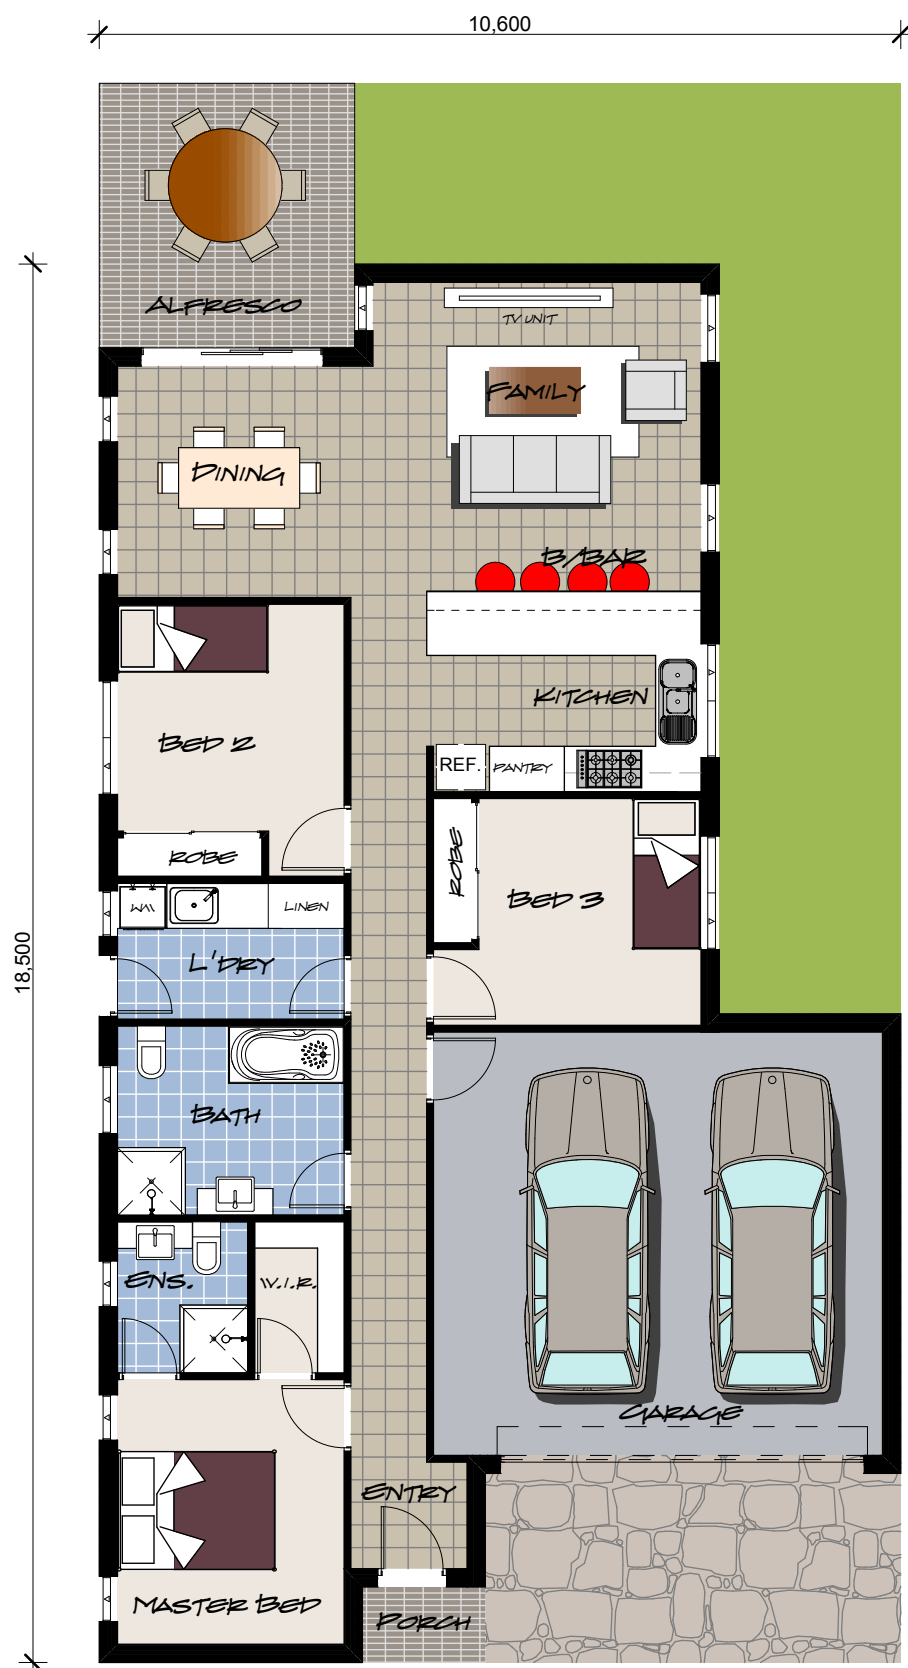 10,600
ALFRESCO
TV UNIT
FAMILY
DINING
B/BAR
KITCHEN
BED 2
REF.
PANTRY
ROBE
ROBE
BED 3
WM
LINEN
L'DRY
18,500
BATH
ENS.
W.I.R.
GARAGE
ENTRY
MASTER BED
PORCH